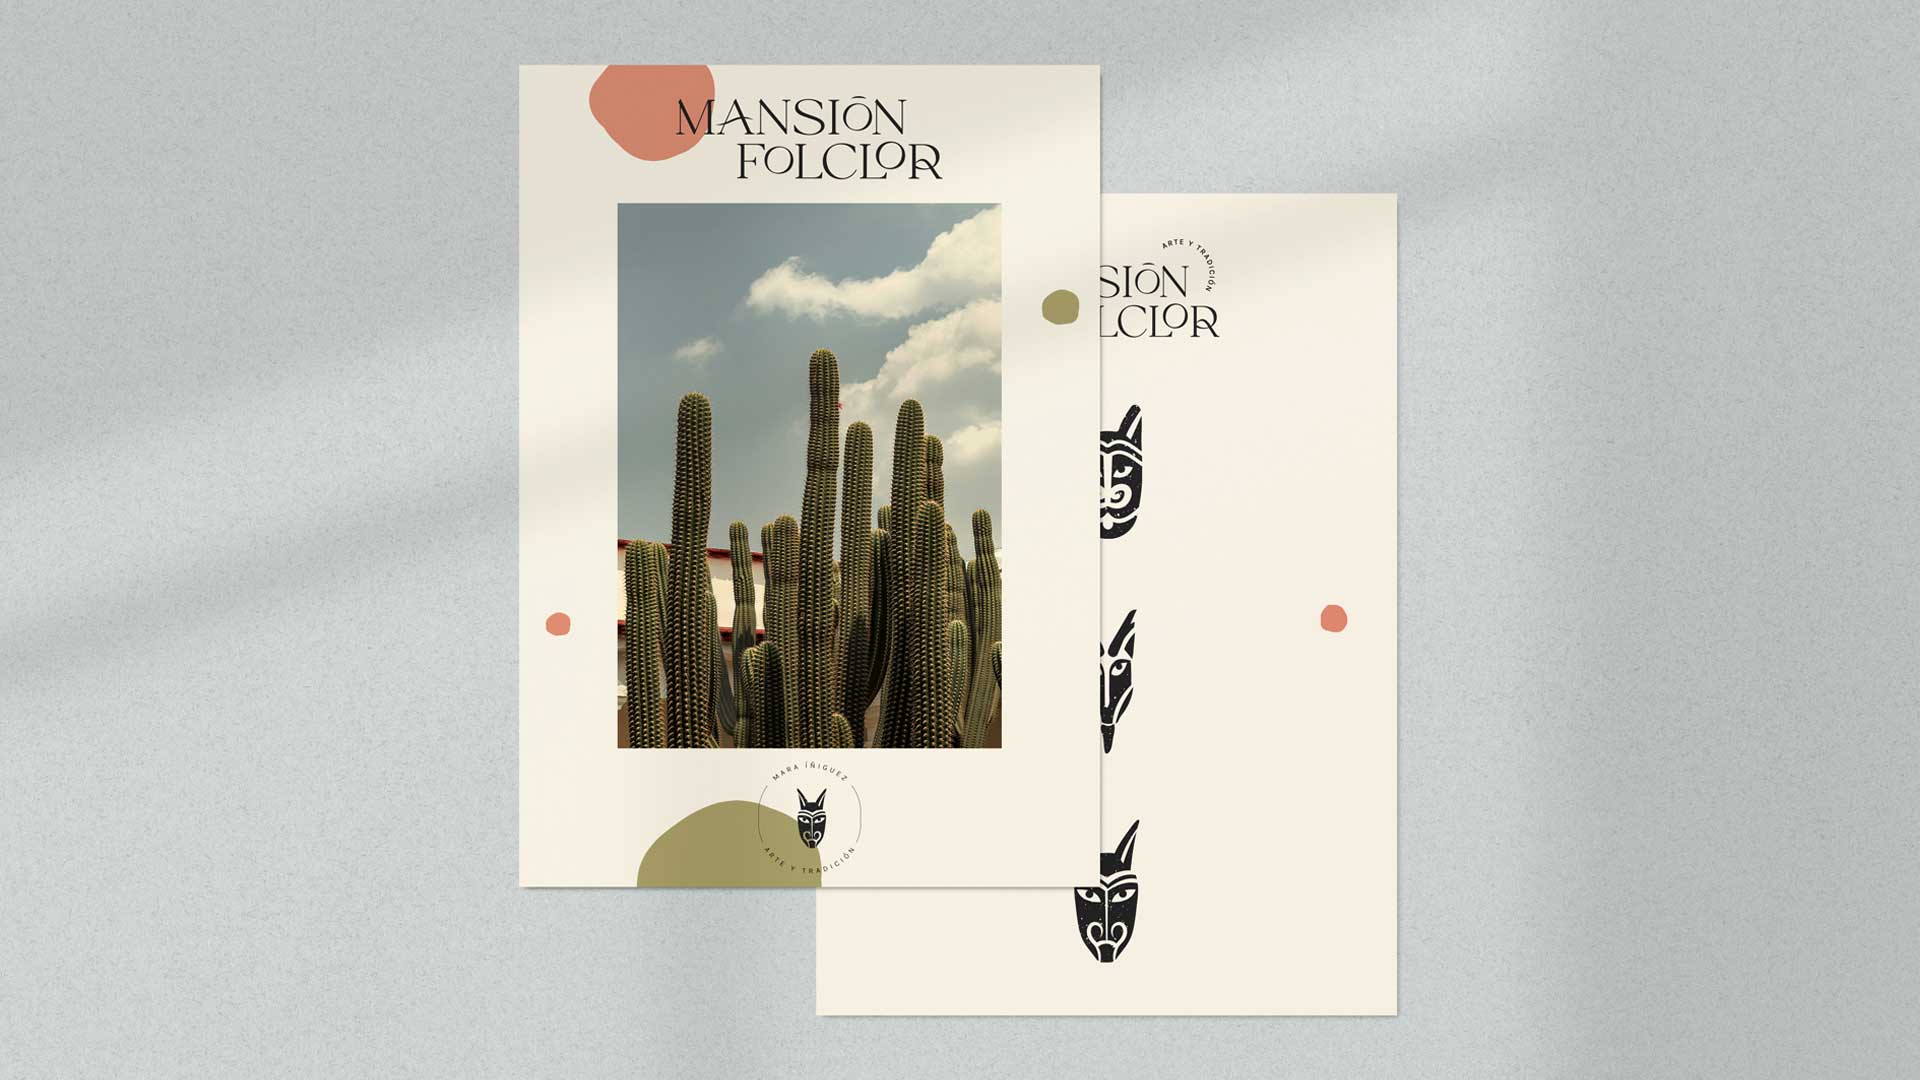 MANSIÓN
FOLCLOR
MARA ÍÑIGUEZ
ARTE Y TRADICIÓN
ARTE Y TRADICIÓN
SIÓN
LCLOR